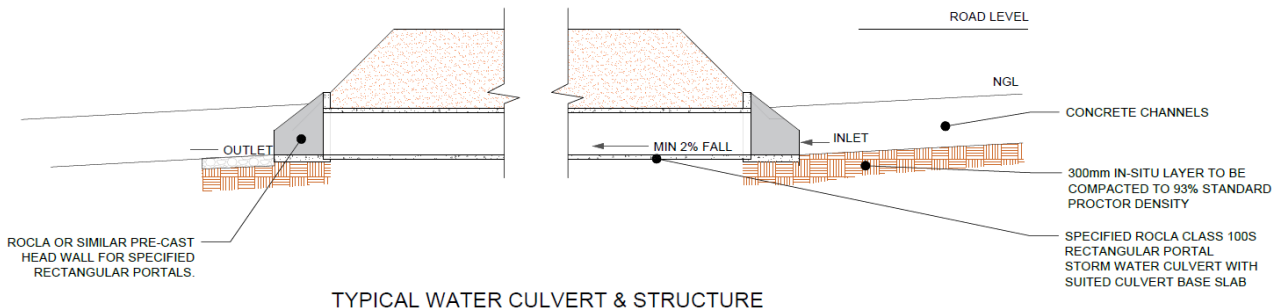 ROAD LEVEL
NGL
CONCRETE CHANNELS
OUTLET
MIN 2% FALL
INLET
300mm IN-SITU LAYER TO BE
COMPACTED TO 93% STANDARD
PROCTOR DENSITY
ROCLA OR SIMILAR PRE-CAST
HEAD WALL FOR SPECIFIED
RECTANGULAR PORTALS.
SPECIFIED ROCLA CLASS 100S
RECTANGULAR PORTAL
STORM WATER CULVERT WITH
SUITED CULVERT BASE SLAB
TYPICAL WATER CULVERT & STRUCTURE